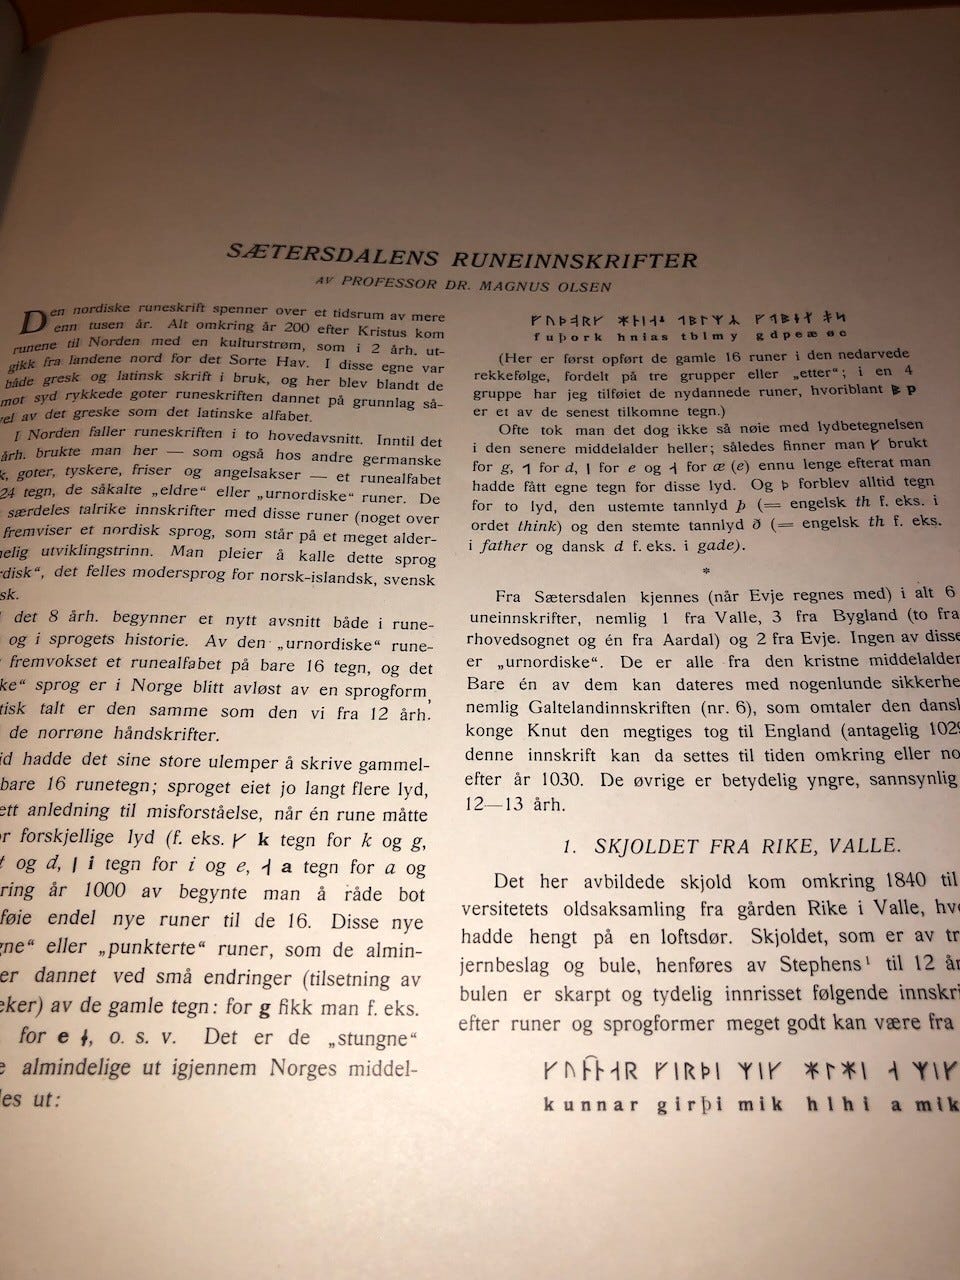 SÆTERSDALENS RUNEINNSKRIFTER
AV PROFESSOR DR. MAGNUS OLSEN
Den nordiske runeskrift spenner over et tidsrum av mere
enn tusen år. Alt omkring år 200 efter Kristus kom
runene til Norden med en kulturstrøm, som i 2 årh. ut-
gikk fra landene nord for det Sorte Hav. I disse egne var
både gresk og latinsk skrift i bruk, og her blev blandt de
mot syd rykkede goter runeskriften dannet på grunnlag så-
vel av det greske som det latinske alfabet.
I Norden faller runeskriften i to hovedavsnitt. Inntil det
årh. brukte man her — som også hos andre germanske
k, goter, tyskere, friser og angelsakser — et runealfabet
24 tegn, de såkalte „eldre“ eller „urnordiske“ runer. De
særdeles talrike innskrifter med disse runer (noget over
fremviser et nordisk sprog, som står på et meget alder-
melig utviklingstrinn. Man pleier å kalle dette sprog
rdisk“, det felles modersprog for norsk-islandsk, svensk
sk.
det 8 årh. begynner et nytt avsnitt både i rune-
og i sprogets historie. Av den „urnordiske“ rune-
fremvokset et runealfabet på bare 16 tegn, og det
ke“ sprog er i Norge blitt avløst av en sprogform,
tisk talt er den samme som den vi fra 12 årh.
de norrøne håndskrifter.
id hadde det sine store ulemper å skrive gammel-
bare 16 runetegn; sproget eiet jo langt flere lyd,
ett anledning til misforståelse, når én rune måtte
or forskjellige lyd (f. eks. ᚴ k tegn for k og g,
t og d, ᛁ i tegn for i og e, ᛆ a tegn for a og
ring år 1000 av begynte man å råde bot
føie endel nye runer til de 16. Disse nye
gne“ eller „punkterte“ runer, som de almin-
er dannet ved små endringer (tilsetning av
eker) av de gamle tegn: for g fikk man f. eks.
for e ᛂ, o. s. v. Det er de „stungne“
e almindelige ut igjennem Norges middel-
les ut:
f u þ o r k h n i a s t b l m y g d p e æ ø c
(Her er først opført de gamle 16 runer i den nedarvede
rekkefølge, fordelt på tre grupper eller „etter“; i en 4
gruppe har jeg tilføiet de nydannede runer, hvoriblant p
er et av de senest tilkomne tegn.)
Ofte tok man det dog ikke så nøie med lydbetegnelsen
i den senere middelalder heller; således finner man ᚴ brukt
for g, ᛐ for d, ᛁ for e og ᛆ for æ (e) ennu lenge efterat man
hadde fått egne tegn for disse lyd. Og ᚦ forblev alltid tegn
for to lyd, den ustemte tannlyd þ (= engelsk th f. eks. i
ordet think) og den stemte tannlyd ð (= engelsk th f. eks.
i father og dansk d f. eks. i gade).
*
Fra Sætersdalen kjennes (når Evje regnes med) i alt 6
uneinnskrifter, nemlig 1 fra Valle, 3 fra Bygland (to fra
rhovedsognet og én fra Aardal) og 2 fra Evje. Ingen av disse
er „urnordiske“. De er alle fra den kristne middelalder
Bare én av dem kan dateres med nogenlunde sikkerhe
nemlig Galtelandinnskriften (nr. 6), som omtaler den dansk
konge Knut den megtiges tog til England (antagelig 1029
denne innskrift kan da settes til tiden omkring eller no
efter år 1030. De øvrige er betydelig yngre, sannsynlig
12—13 årh.
1. SKJOLDET FRA RIKE, VALLE.
Det her avbildede skjold kom omkring 1840 til
versitetets oldsaksamling fra gården Rike i Valle, hvo
hadde hengt på en loftsdør. Skjoldet, som er av tr
jernbeslag og bule, henføres av Stephens¹ til 12 år
bulen er skarpt og tydelig innrisset følgende innskri
efter runer og sprogformer meget godt kan være fra
kunnar girþi mik hlhi a mik